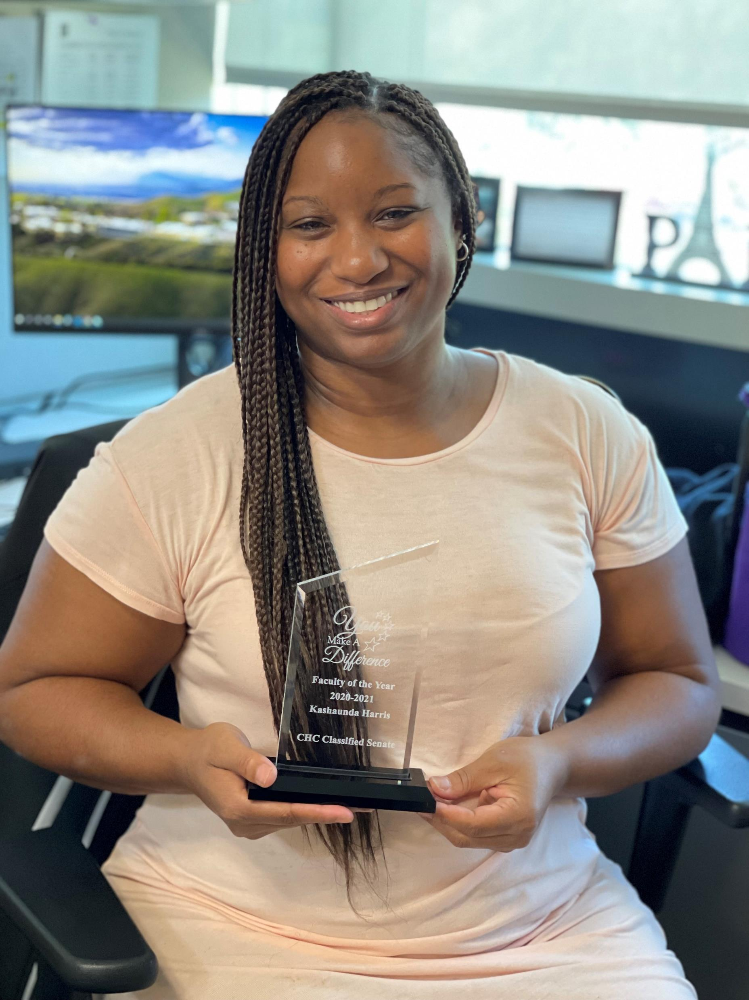 You
Make A
Difference
Faculty of the Year
2020-2021
Kashaunda Harris
CHC Classified Senate
P